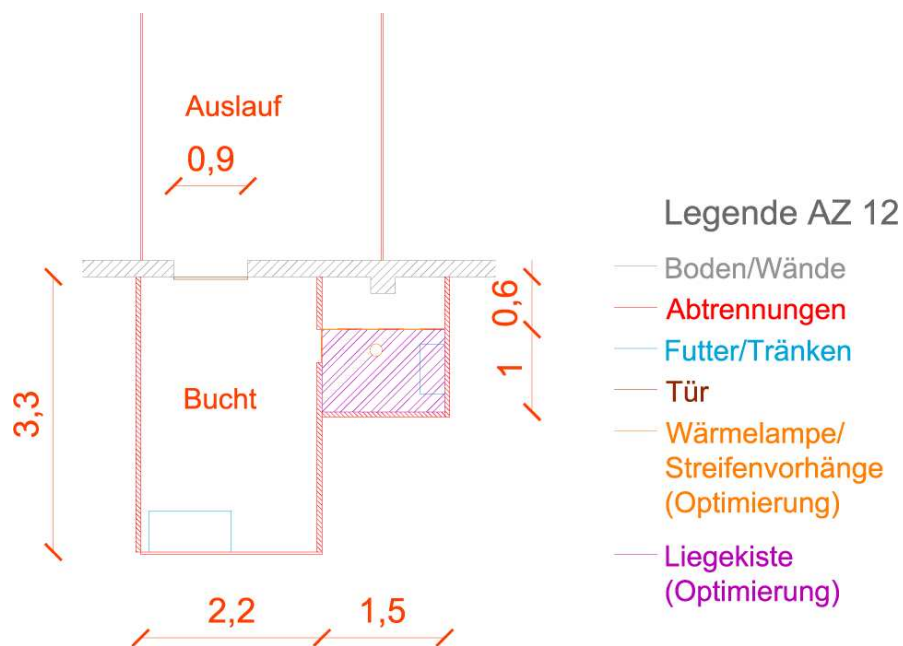 Auslauf
0,9
3,3
Bucht
0,6
1
2,2
1,5
Legende AZ 12
Boden/Wände
Abtrennungen
Futter/Tränken
Tür
Wärmelampe/
Streifenvorhänge
(Optimierung)
Liegekiste
(Optimierung)